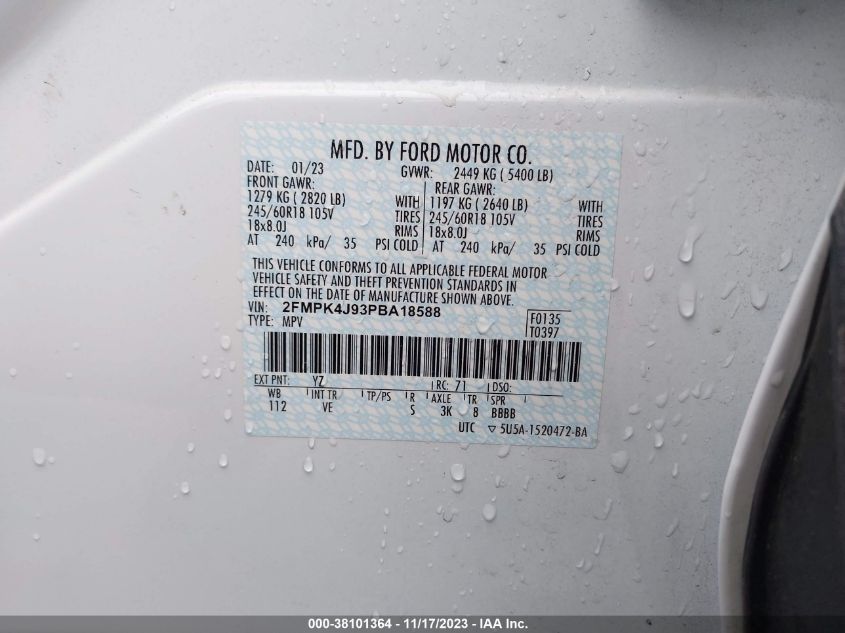 MFD. BY FORD MOTOR CO.
DATE: 01/23 GVWR: 2449 KG ( 5400 LB)
FRONT GAWR: REAR GAWR:
1279 KG ( 2820 LB) WITH 1197 KG ( 2640 LB) WITH
245/60R18 105V TIRES 245/60R18 105V TIRES
18x8.0J RIMS 18x8.0J RIMS
AT 240 kPa/ 35 PSI COLD AT 240 kPa/ 35 PSI COLD
THIS VEHICLE CONFORMS TO ALL APPLICABLE FEDERAL MOTOR
VEHICLE SAFETY AND THEFT PREVENTION STANDARDS IN
EFFECT ON THE DATE OF MANUFACTURE SHOWN ABOVE.
VIN: 2FMPK4J93PBA18588 F0135
TYPE: MPV T0397
EXT PNT: YZ RC: 71 DSO:
WB INT TR TP/PS R AXLE TR SPR
112 VE S 3K 8 BBBB
UTC ▽ 5U5A-1520472-BA
000-38101364 - 11/17/2023 - IAA Inc.